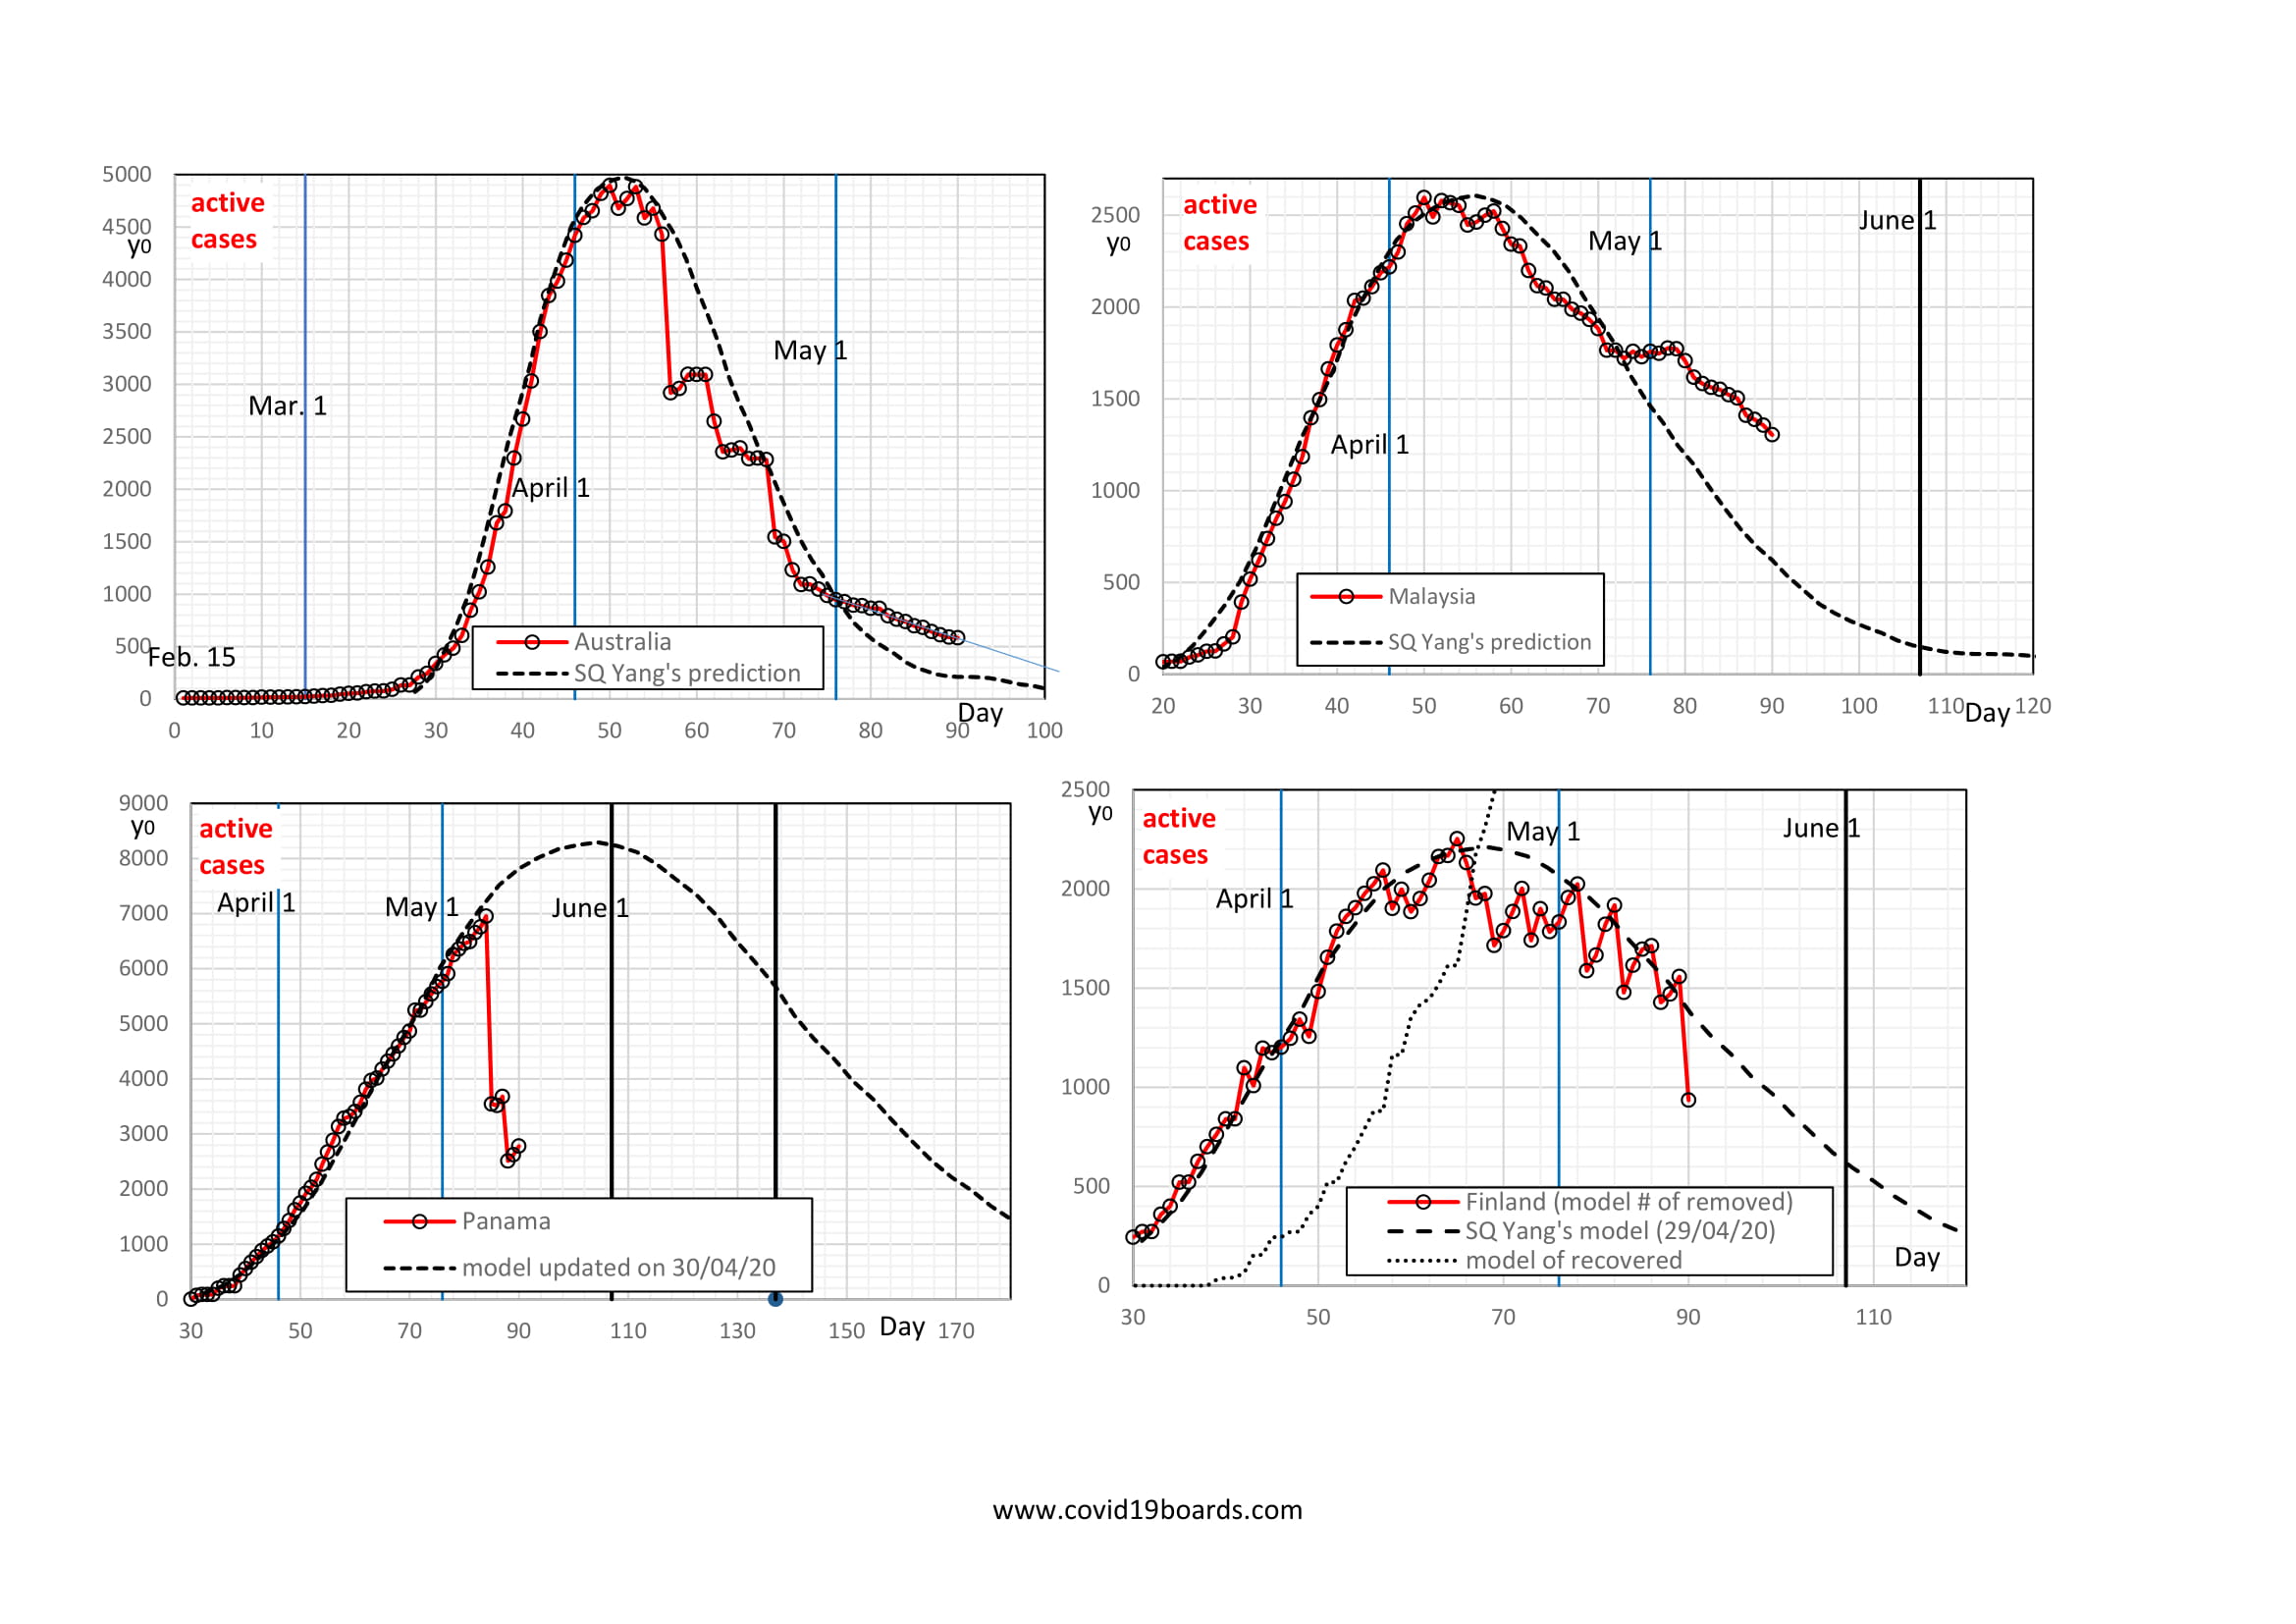 5000
active
cases
4500
y0
4000
3500
3000
2500
2000
1500
1000
500
0
Mar. 1
April 1
May 1
Feb. 15
Australia
SQ Yang's prediction
Day
0 10 20 30 40 50 60 70 80 90 100
active
cases
2500
y0
2000
1500
1000
500
0
April 1
May 1
June 1
Malaysia
SQ Yang's prediction
20 30 40 50 60 70 80 90 100 110 Day 120
9000
y0
active
cases
8000
7000
6000
5000
4000
3000
2000
1000
0
April 1
May 1
June 1
Panama
model updated on 30/04/20
30 50 70 90 110 130 150 Day 170
2500
y0
active
cases
2000
1500
1000
500
0
April 1
May 1
June 1
Finland (model # of removed)
SQ Yang's model (29/04/20)
model of recovered
Day
30 50 70 90 110
www.covid19boards.com